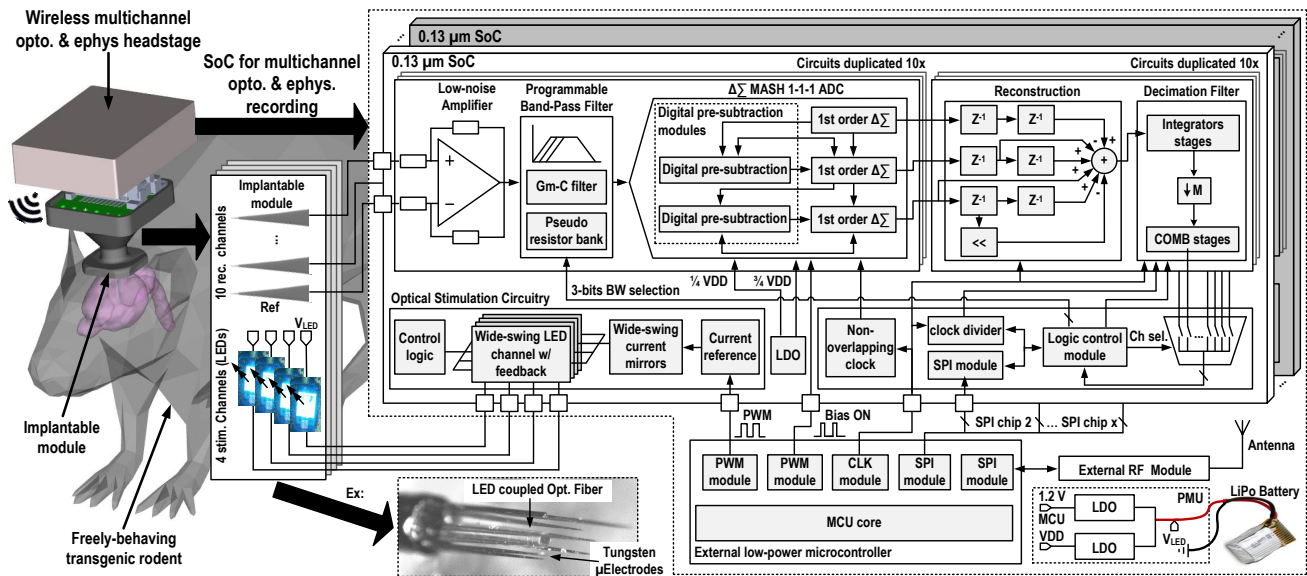 Wireless multichannel
opto. & ephys headstage
SoC for multichannel
opto. & ephys.
recording
Implantable
module
10 rec. channels
...
Ref
V_LED
4 stim. Channels (LEDs)
Implantable
module
Freely-behaving
transgenic rodent
Ex:
LED coupled Opt. Fiber
Tungsten
µElectrodes
0.13 µm SoC
0.13 µm SoC
Circuits duplicated 10x
Circuits duplicated 10x
Low-noise
Amplifier
+
−
Programmable
Band-Pass Filter
Gm-C filter
Pseudo
resistor bank
ΔΣ MASH 1-1-1 ADC
Digital pre-subtraction
modules
1st order ΔΣ
Digital pre-subtraction
1st order ΔΣ
Digital pre-subtraction
1st order ΔΣ
Reconstruction
Z-1
Z-1
Z-1
Z-1
Z-1
Z-1
<<
+
-
+
+
+
+
-
Decimation Filter
Integrators
stages
↓M
COMB stages
¼ VDD
¾ VDD
3-bits BW selection
Optical Stimulation Circuitry
Control
logic
Wide-swing LED
channel w/
feedback
Wide-swing
current
mirrors
Current
reference
LDO
Non-
overlapping
clock
clock divider
SPI module
Logic control
module
Ch sel.
...
PWM
Bias ON
SPI chip 2
... SPI chip x
PWM
module
PWM
module
CLK
module
SPI
module
SPI
module
MCU core
External low-power microcontroller
External RF Module
Antenna
1.2 V
MCU
VDD
LDO
LDO
PMU
V_LED
LiPo Battery